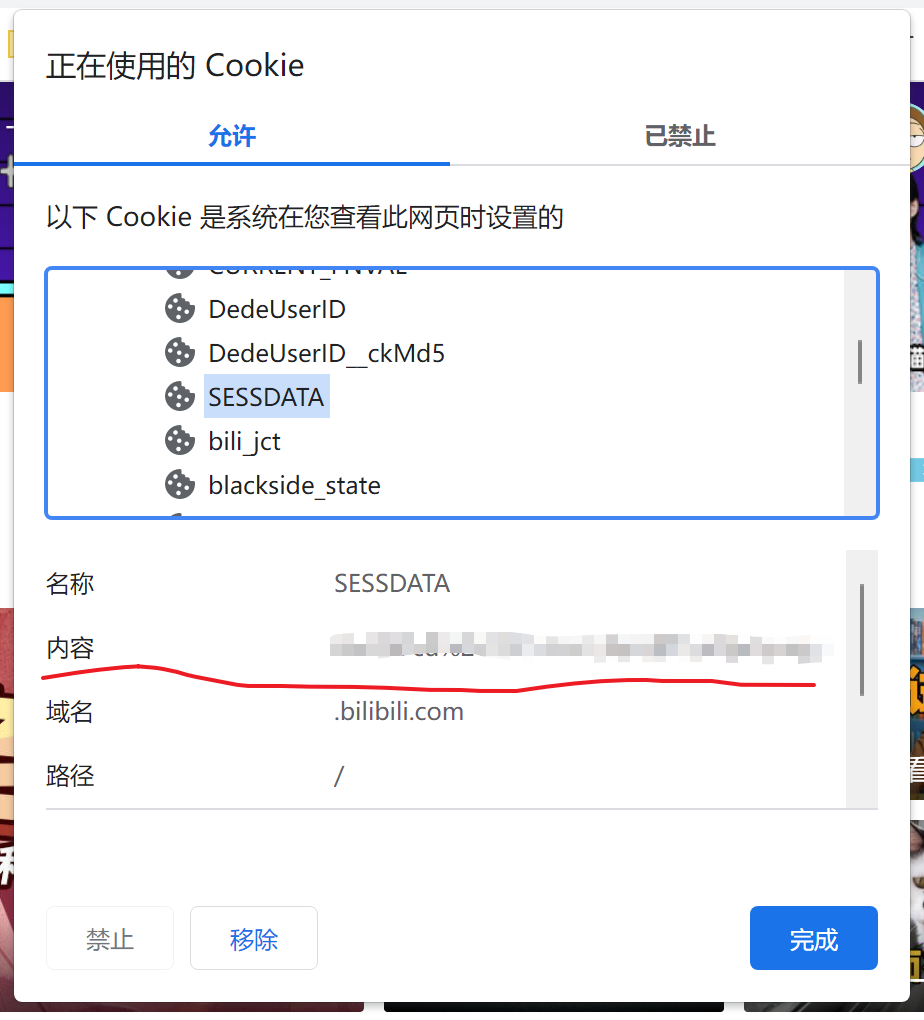 正在使用的 Cookie
允许
已禁止
以下 Cookie 是系统在您查看此网页时设置的
CURRENT_FNVAL
DedeUserID
DedeUserID__ckMd5
SESSDATA
bili_jct
blackside_state
名称 SESSDATA
内容
域名 .bilibili.com
路径 /
禁止
移除
完成